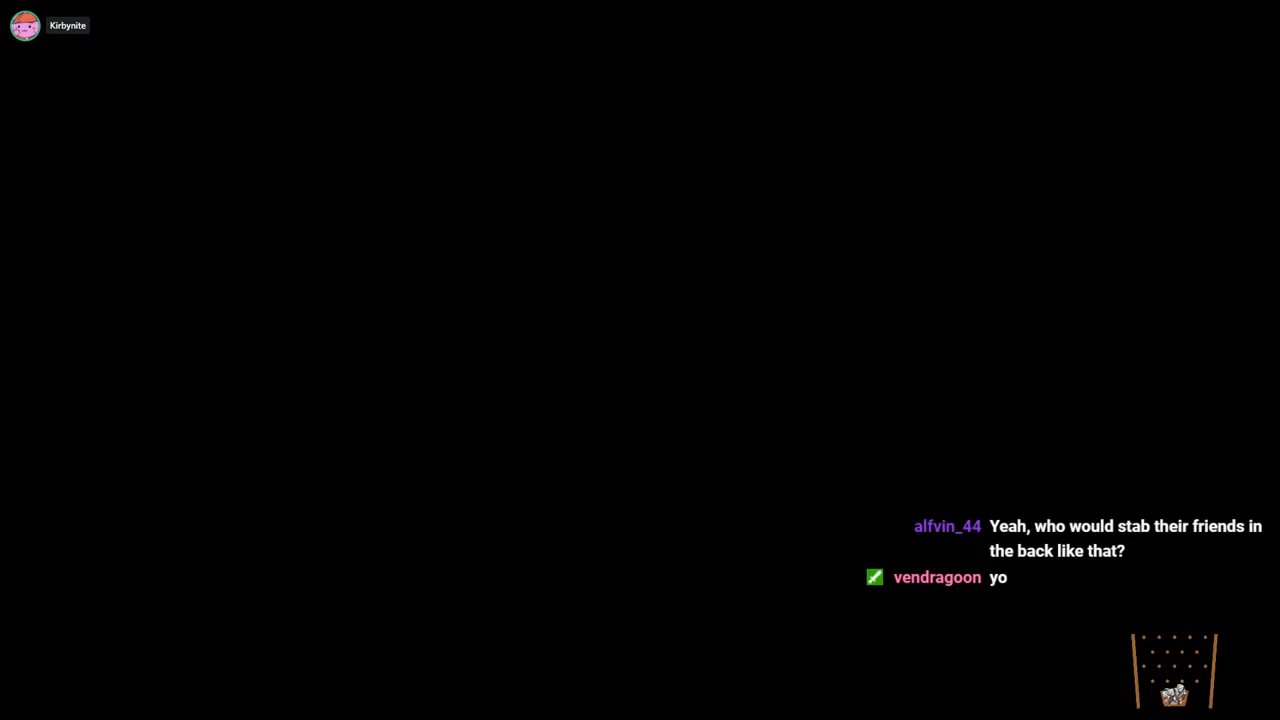 Kirbynite
alfvin_44 Yeah, who would stab their friends in
the back like that?
vendragoon yo